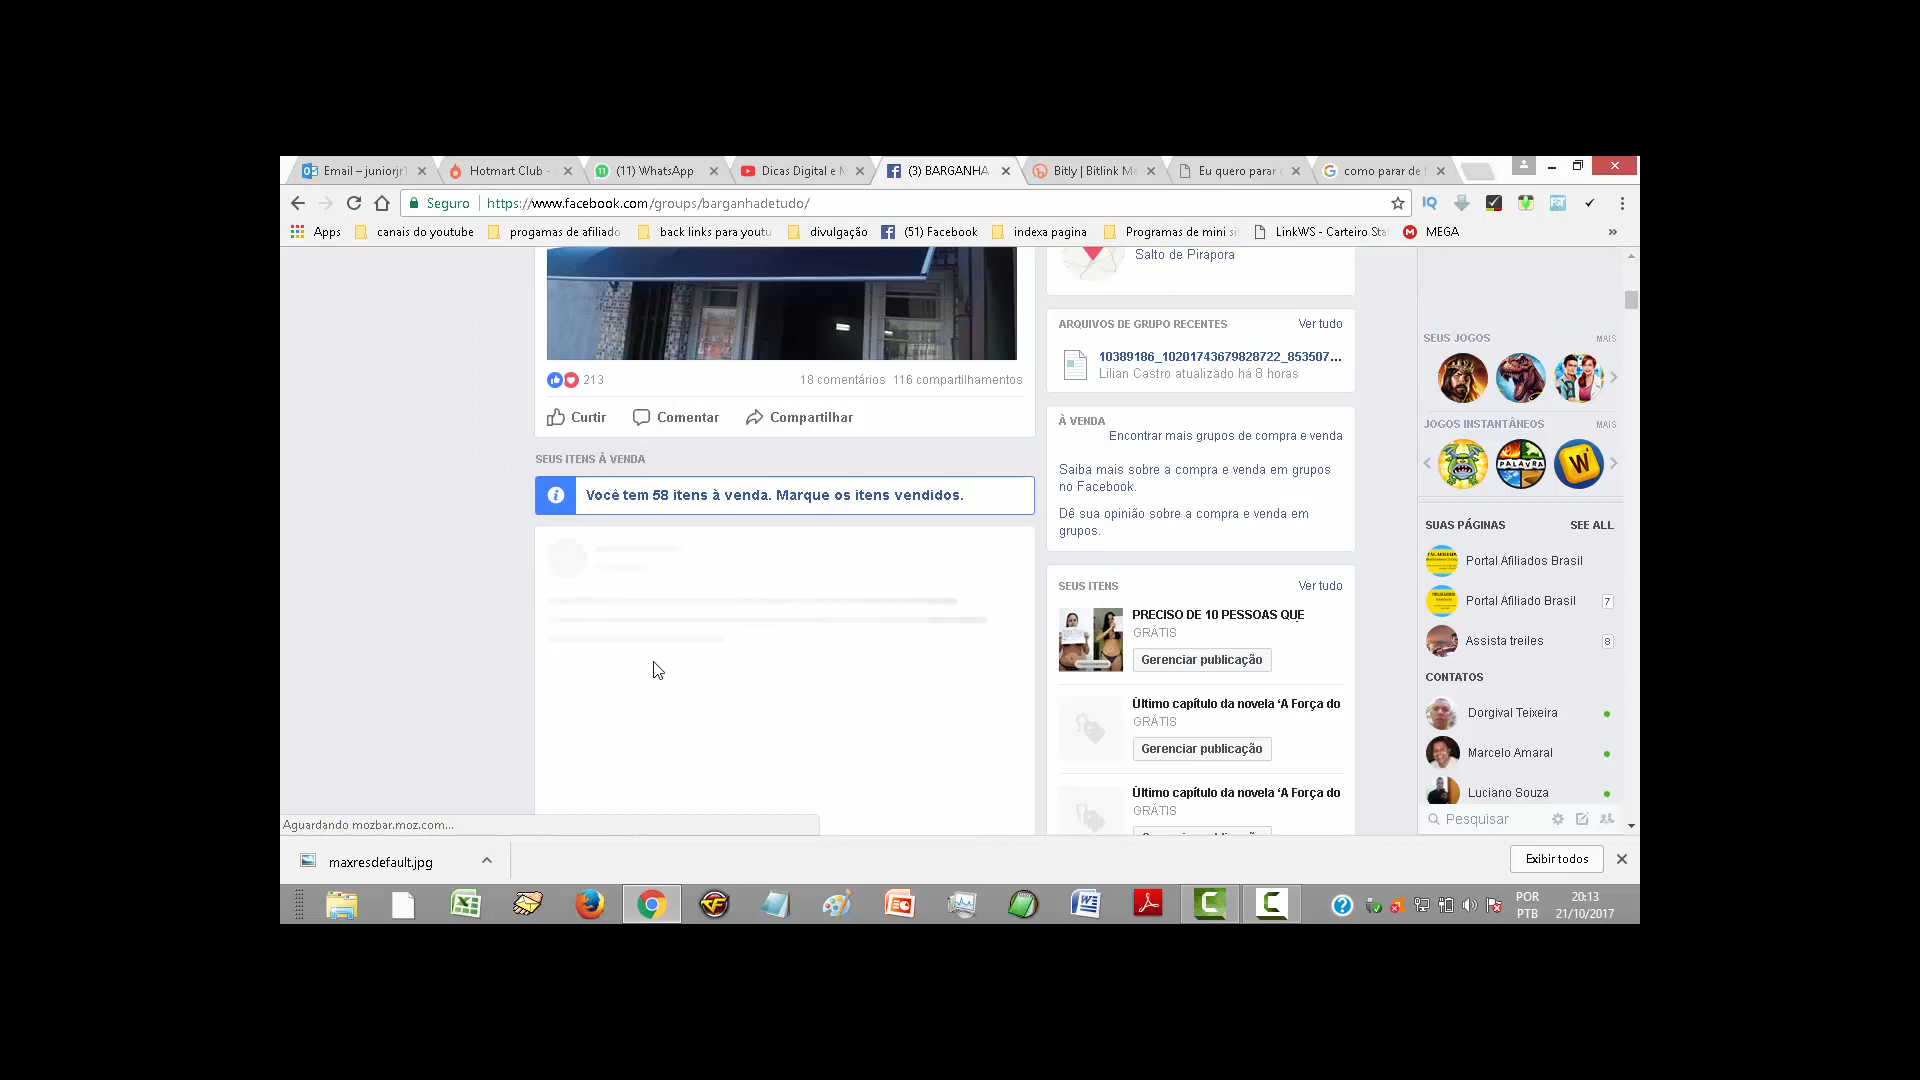 Email – juniorjr1
Hotmart Club -
(11) WhatsApp
Dicas Digital e M
(3) BARGANHA
Bitly | Bitlink Ma
Eu quero parar
como parar de f
Seguro
https://www.facebook.com/groups/barganhadetudo/
Apps
canais do youtube
progamas de afiliado
back links para youtu
divulgação
(51) Facebook
indexa pagina
Programas de mini si
LinkWS - Carteiro Sta
MEGA
»
213
18 comentários
116 compartilhamentos
Curtir
Comentar
Compartilhar
SEUS ITENS À VENDA
Você tem 58 itens à venda. Marque os itens vendidos.
Salto de Pirapora
ARQUIVOS DE GRUPO RECENTES
Ver tudo
10389186_10201743679828722_853507...
Lilian Castro atualizado há 8 horas
À VENDA
Encontrar mais grupos de compra e venda
Saiba mais sobre a compra e venda em grupos
no Facebook.
Dê sua opinião sobre a compra e venda em
grupos.
SEUS ITENS
Ver tudo
PRECISO DE 10 PESSOAS QUE
GRÁTIS
Gerenciar publicação
Último capítulo da novela ‘A Força do
GRÁTIS
Gerenciar publicação
Último capítulo da novela ‘A Força do
GRÁTIS
SEUS JOGOS
MAIS
JOGOS INSTANTÂNEOS
MAIS
PALAVRA
W
SUAS PÁGINAS
SEE ALL
Portal Afiliados Brasil
Portal Afiliado Brasil
7
Assista treiles
8
CONTATOS
Dorgival Teixeira
Marcelo Amaral
Luciano Souza
Pesquisar
Aguardando mozbar.moz.com...
maxresdefault.jpg
Exibir todos
POR
PTB
20:13
21/10/2017